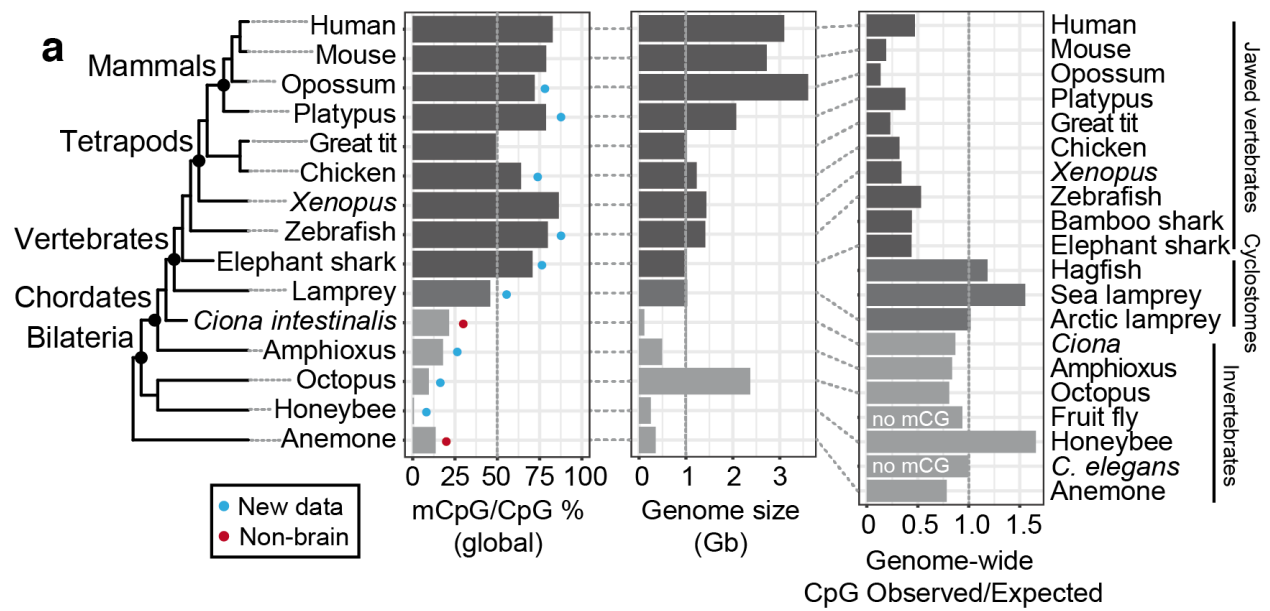 a
Mammals
Tetrapods
Vertebrates
Chordates
Bilateria
Human
Mouse
Opossum
Platypus
Great tit
Chicken
Xenopus
Zebrafish
Elephant shark
Lamprey
Ciona intestinalis
Amphioxus
Octopus
Honeybee
Anemone
New data
Non-brain
0 25 50 75 100
mCpG/CpG %
(global)
0 1 2 3
Genome size
(Gb)
Human
Mouse
Opossum
Platypus
Great tit
Chicken
Xenopus
Zebrafish
Bamboo shark
Elephant shark
Hagfish
Sea lamprey
Arctic lamprey
Ciona
Amphioxus
Octopus
no mCG
Fruit fly
Honeybee
no mCG
C. elegans
Anemone
0 0.5 1.0 1.5
Genome-wide
CpG Observed/Expected
Jawed vertebrates
Cyclostomes
Invertebrates